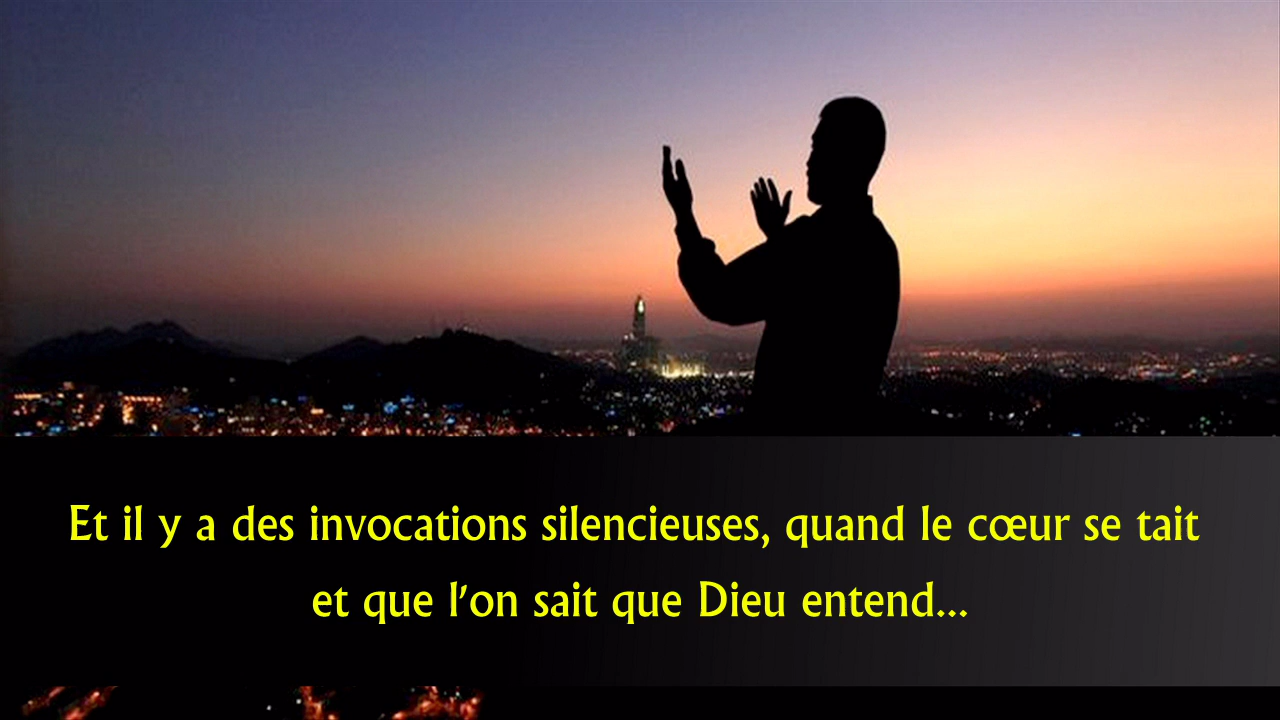 Et il y a des invocations silencieuses, quand le cœur se tait
et que l'on sait que Dieu entend...